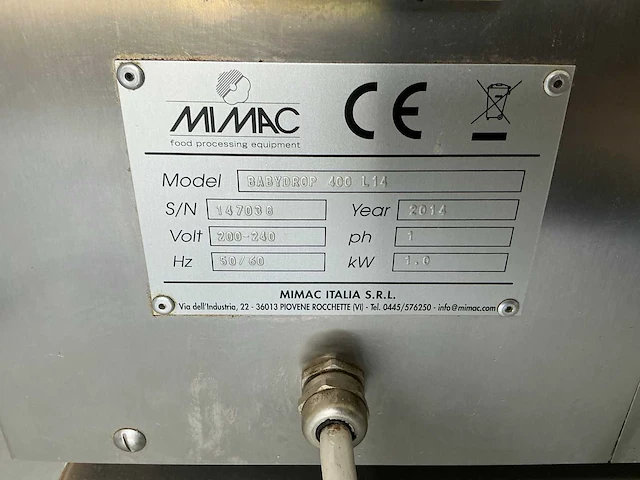 MIMAC
food processing equipment
CE
Model BABYDROP 400 L14
S/N 147038 Year 2014
Volt 200-240 ph 1
Hz 50/60 kW 1.0
MIMAC ITALIA S.R.L.
Via dell'Industria, 22 - 36013 PIOVENE ROCCHETTE (VI) - Tel. 0445/576250 - info@mimac.com